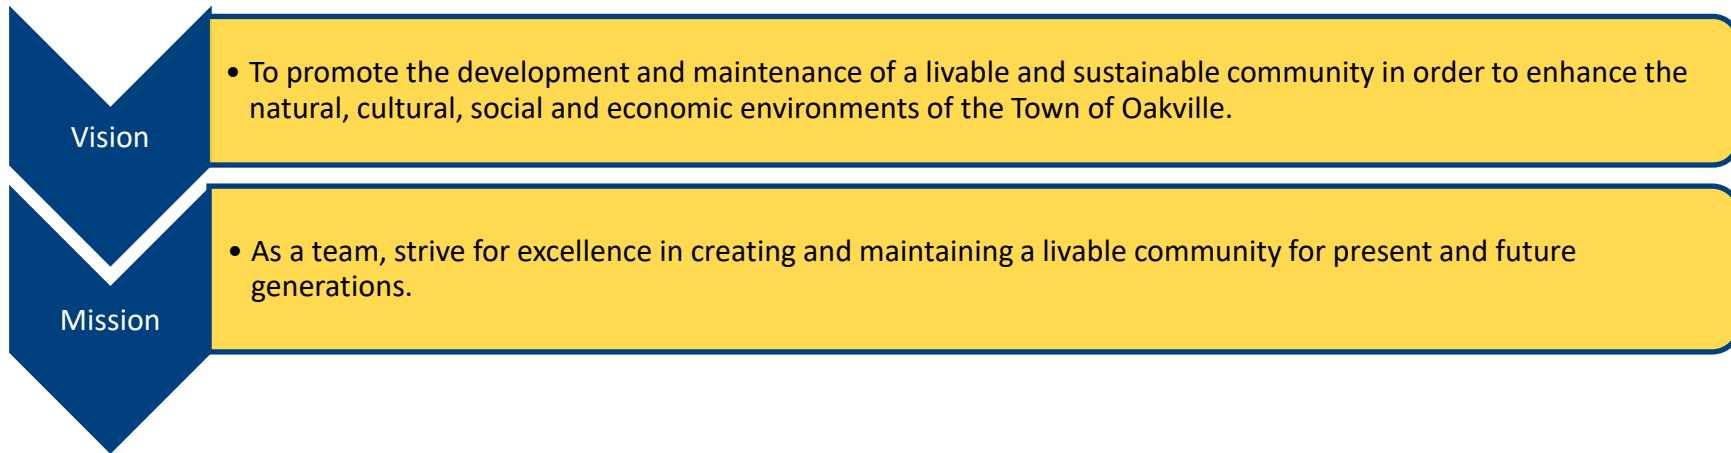 Vision
• To promote the development and maintenance of a livable and sustainable community in order to enhance the
natural, cultural, social and economic environments of the Town of Oakville.
Mission
• As a team, strive for excellence in creating and maintaining a livable community for present and future
generations.